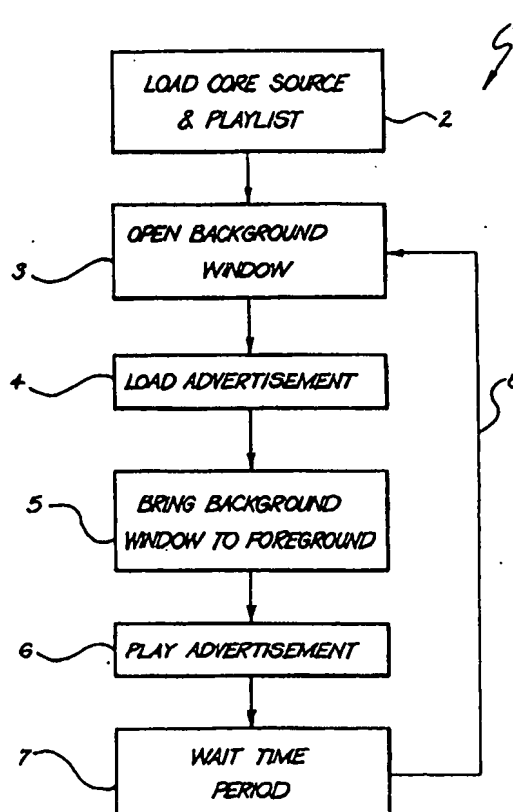 LOAD CORE SOURCE
& PLAYLIST
2
OPEN BACKGROUND
WINDOW
3
4
LOAD ADVERTISEMENT
5
BRING BACKGROUND
WINDOW TO FOREGROUND
6
PLAY ADVERTISEMENT
7
WAIT TIME
PERIOD